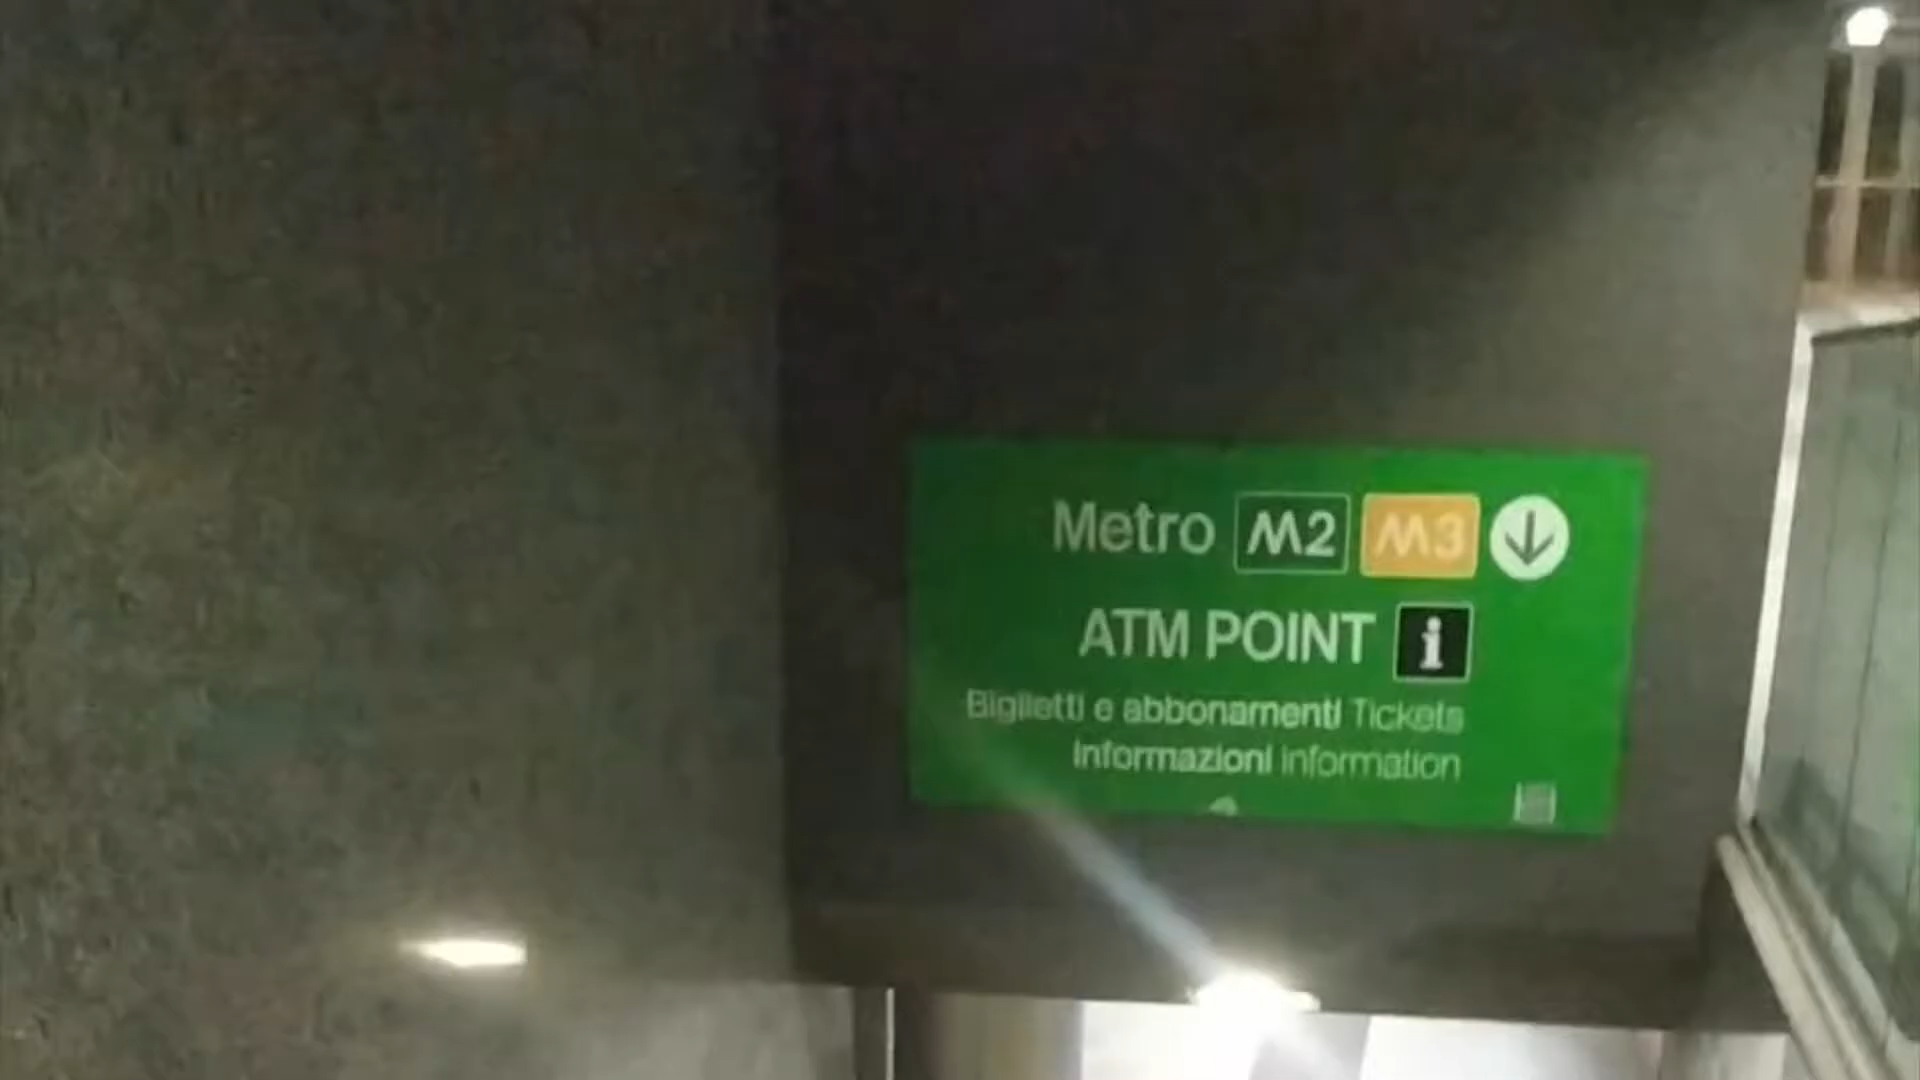 Metro M2 M3
ATM POINT i
Biglietti e abbonamenti Tickets
Informazioni Information